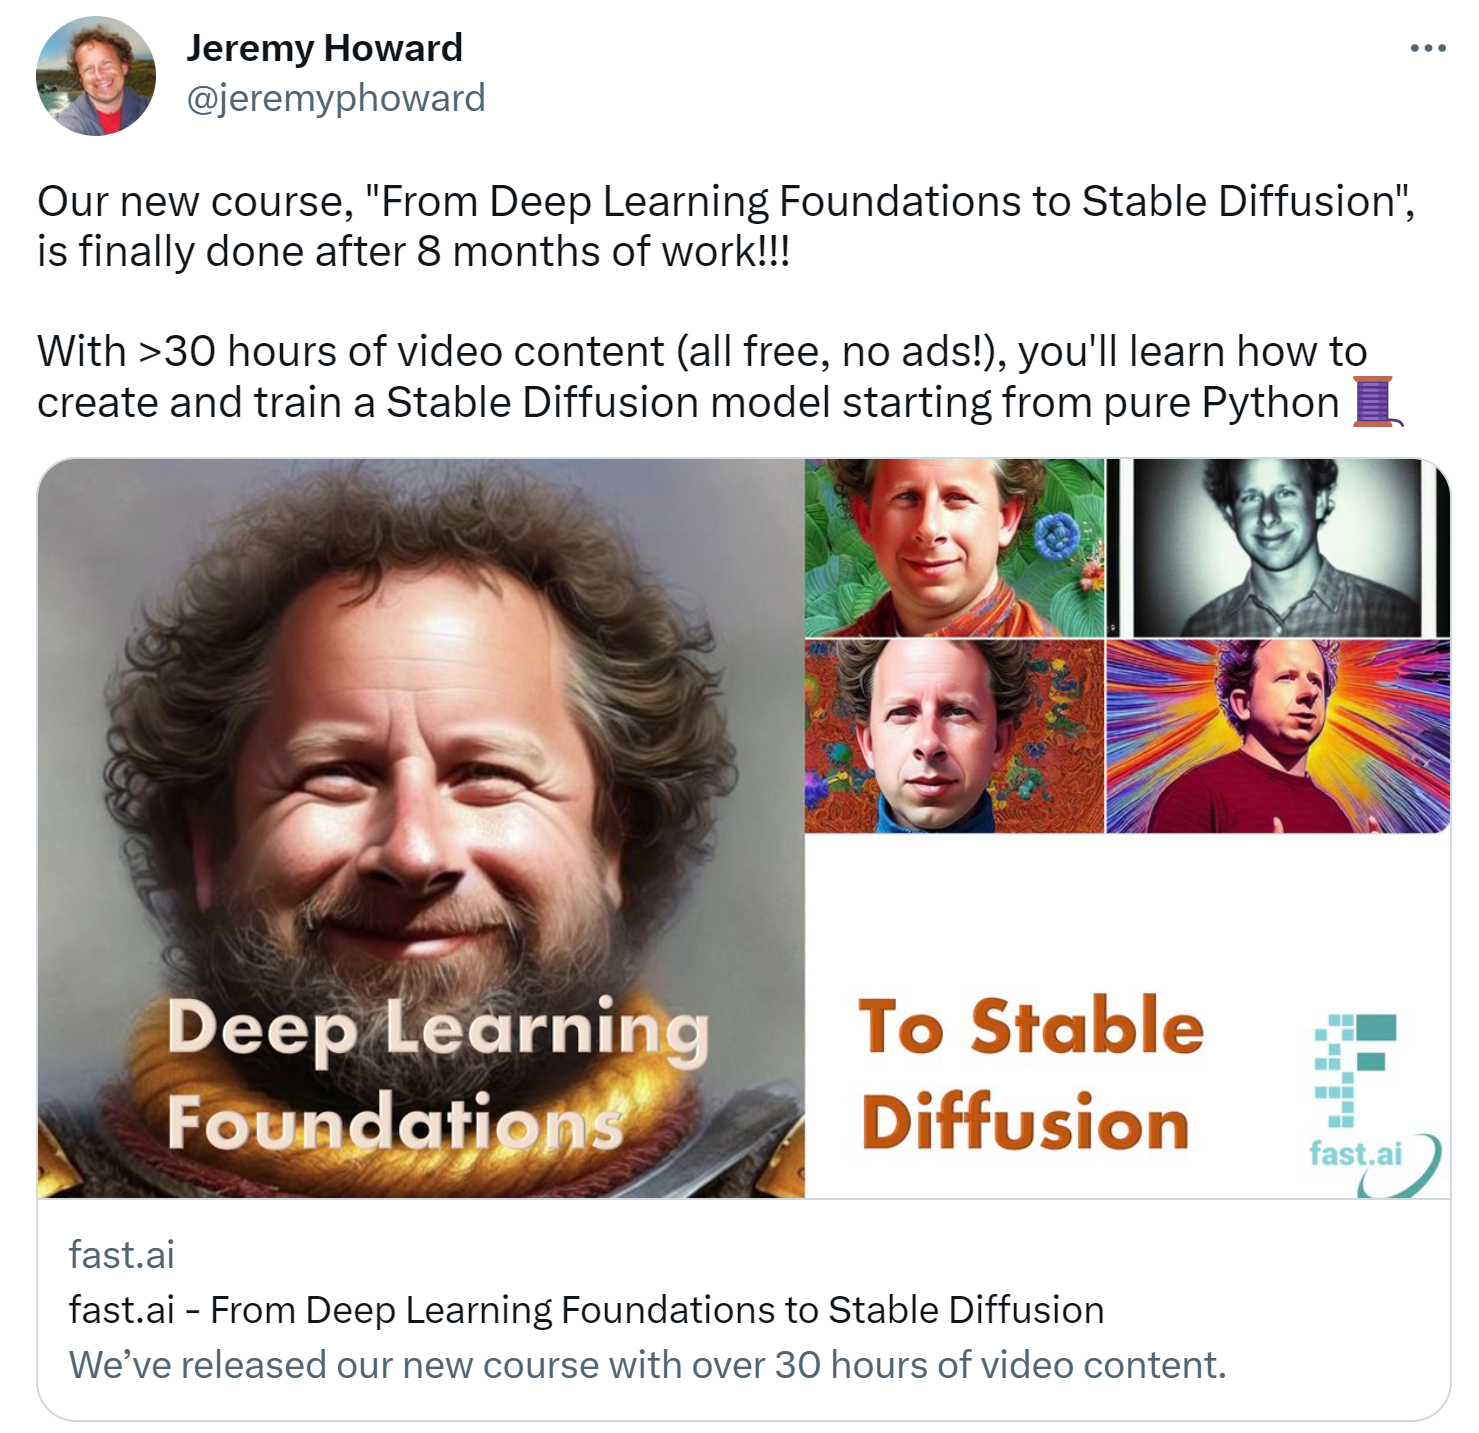 Jeremy Howard
@jeremyphoward
Our new course, "From Deep Learning Foundations to Stable Diffusion",
is finally done after 8 months of work!!!
With >30 hours of video content (all free, no ads!), you'll learn how to
create and train a Stable Diffusion model starting from pure Python 🧵
Deep Learning
Foundations
To Stable
Diffusion
fast.ai
fast.ai
fast.ai - From Deep Learning Foundations to Stable Diffusion
We’ve released our new course with over 30 hours of video content.